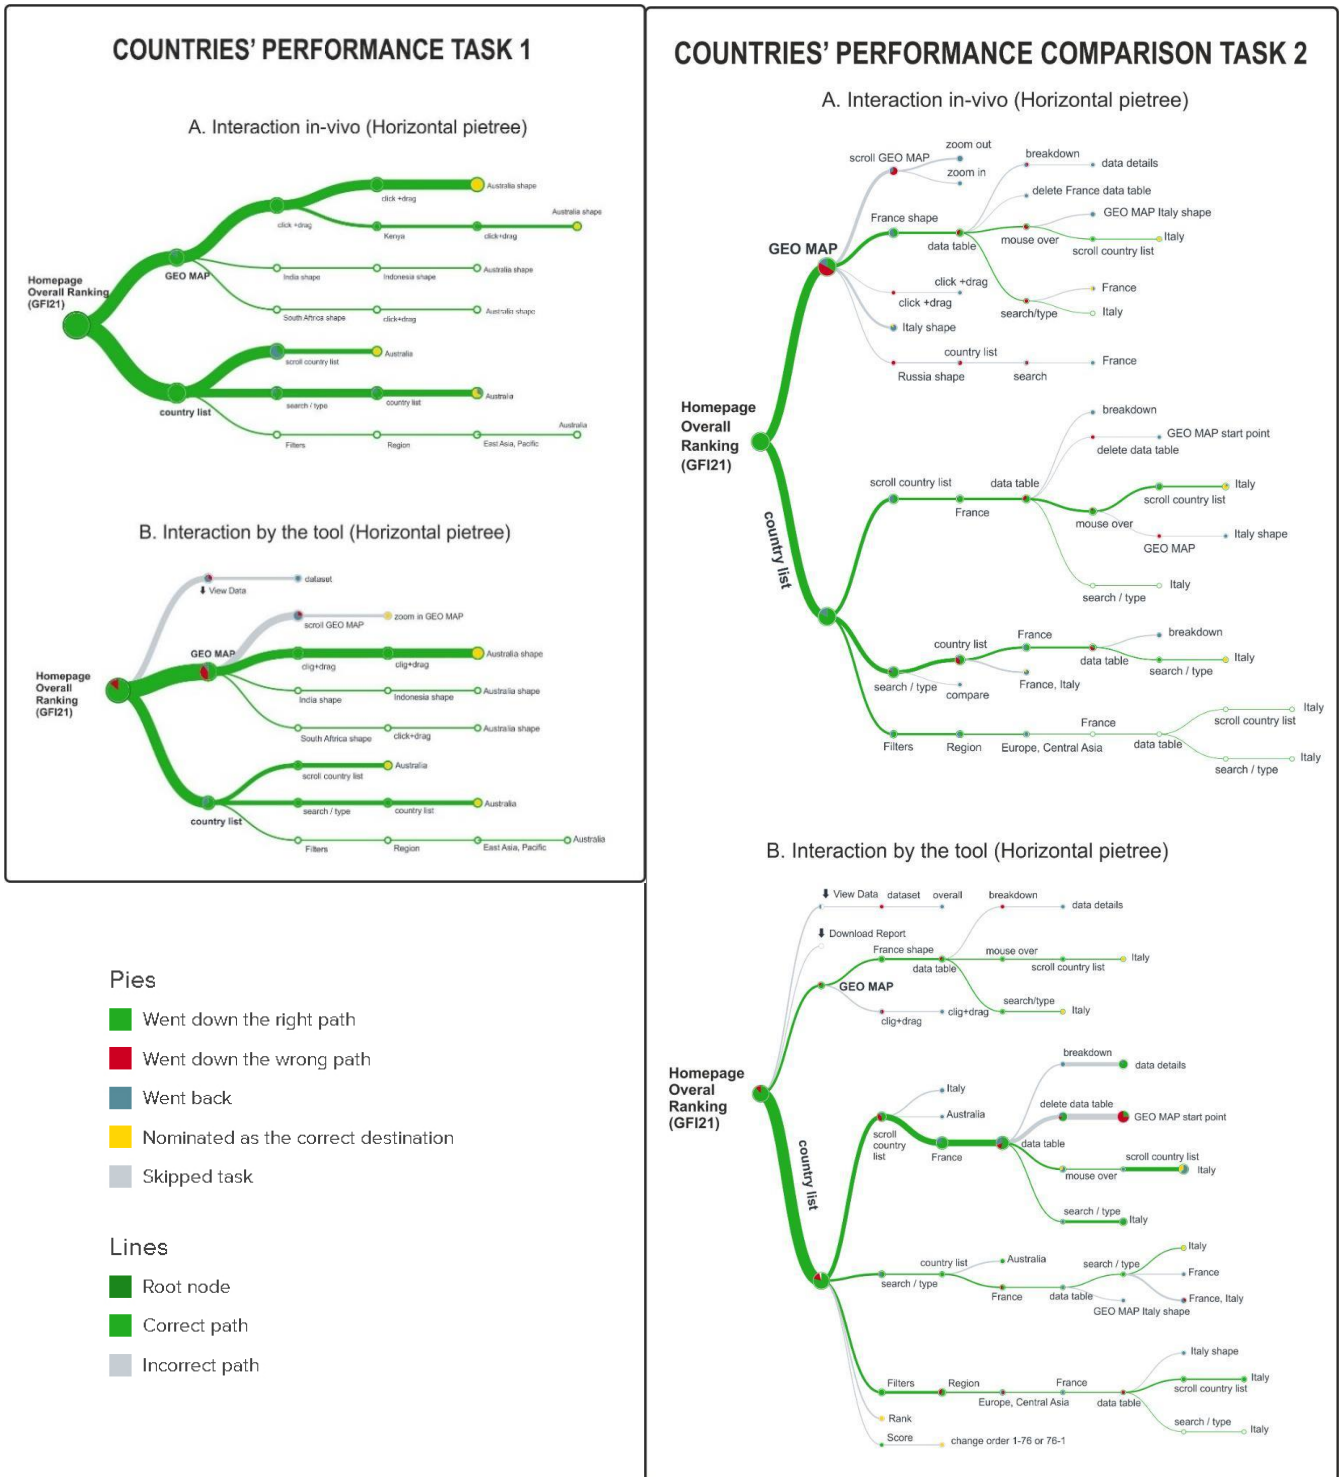 COUNTRIES' PERFORMANCE TASK 1
A. Interaction in-vivo (Horizontal pietree)
Australia shape
click +drag
Australia shape
click +drag
Kenya
click+drag
GEO MAP
India shape
Indonesia shape
Australia shape
Homepage
Overall Ranking
(GFI21)
South Africa shape
click+drag
Australia shape
scroll country list
Australia
country list
search / type
country list
Australia
Filters
Region
East Asia, Pacific
Australia
B. Interaction by the tool (Horizontal pietree)
⬇ View Data
dataset
GEO MAP
scroll GEO MAP
zoom in GEO MAP
clig+drag
clig+drag
Australia shape
Homepage
Overall
Ranking
(GFI21)
India shape
Indonesia shape
Australia shape
South Africa shape
click+drag
Australia shape
scroll country list
Australia
country list
search / type
country list
Australia
Filters
Region
East Asia, Pacific
Australia
Pies
Went down the right path
Went down the wrong path
Went back
Nominated as the correct destination
Skipped task
Lines
Root node
Correct path
Incorrect path
COUNTRIES' PERFORMANCE COMPARISON TASK 2
A. Interaction in-vivo (Horizontal pietree)
scroll GEO MAP
zoom out
zoom in
breakdown
data details
delete France data table
France shape
data table
mouse over
GEO MAP Italy shape
scroll country list
Italy
GEO MAP
click +drag
click +drag
search/type
France
Italy
Italy shape
Russia shape
country list
search
France
Homepage
Overall
Ranking
(GFI21)
country list
scroll country list
France
data table
breakdown
GEO MAP start point
delete data table
mouse over
scroll country list
Italy
GEO MAP
Italy shape
search / type
Italy
search / type
country list
compare
France
France, Italy
data table
breakdown
search / type
Italy
Filters
Region
Europe, Central Asia
France
data table
scroll country list
Italy
search / type
Italy
B. Interaction by the tool (Horizontal pietree)
⬇ View Data
dataset
overall
breakdown
data details
⬇ Download Report
France shape
data table
mouse over
scroll country list
Italy
GEO MAP
search/type
Italy
clig+drag
clig+drag
Homepage
Overal
Ranking
(GFI21)
country list
scroll
country
list
Italy
Australia
France
data table
breakdown
data details
delete data table
GEO MAP start point
mouse over
scroll country list
Italy
search / type
Italy
search / type
country list
Australia
France
data table
search / type
Italy
France
France, Italy
GEO MAP Italy shape
Filters
Region
Europe, Central Asia
France
data table
Italy shape
scroll country list
Italy
search / type
Italy
Rank
Score
change order 1-76 or 76-1